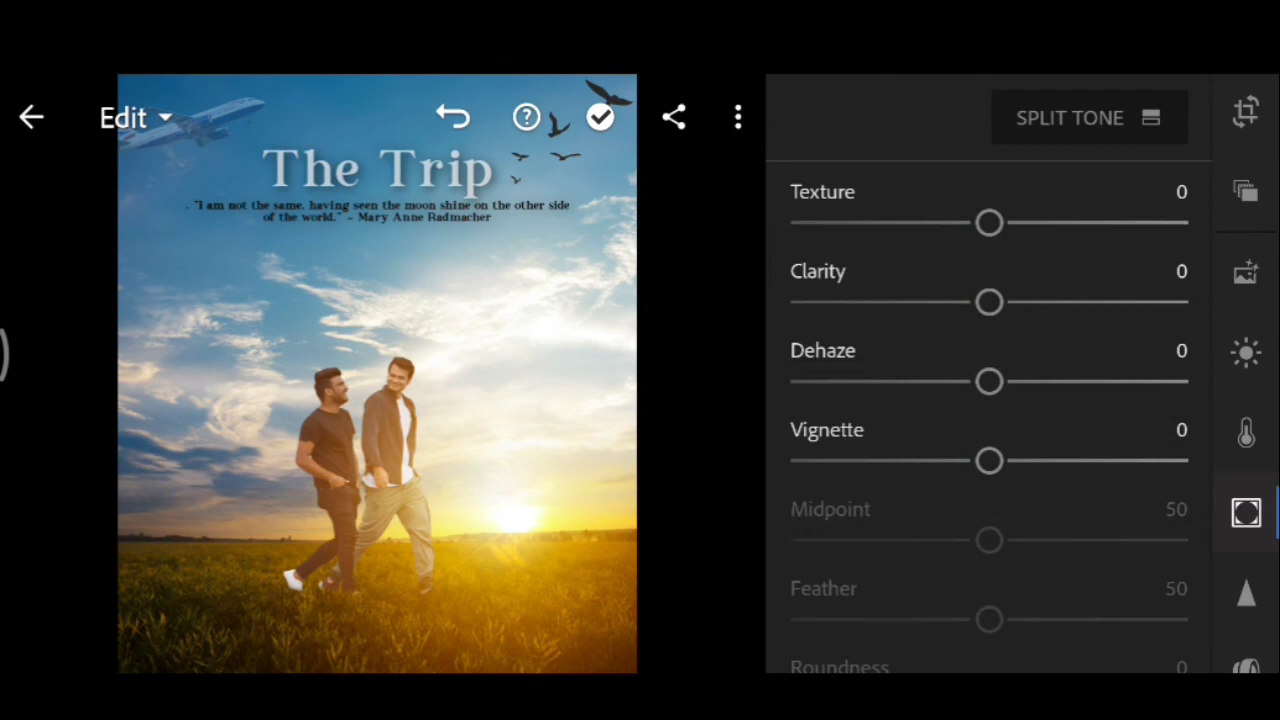 Edit
The Trip
. "I am not the same, having seen the moon shine on the other side
of the world." - Mary Anne Radmacher
SPLIT TONE
Texture 0
Clarity 0
Dehaze 0
Vignette 0
Midpoint 50
Feather 50
Roundness 0